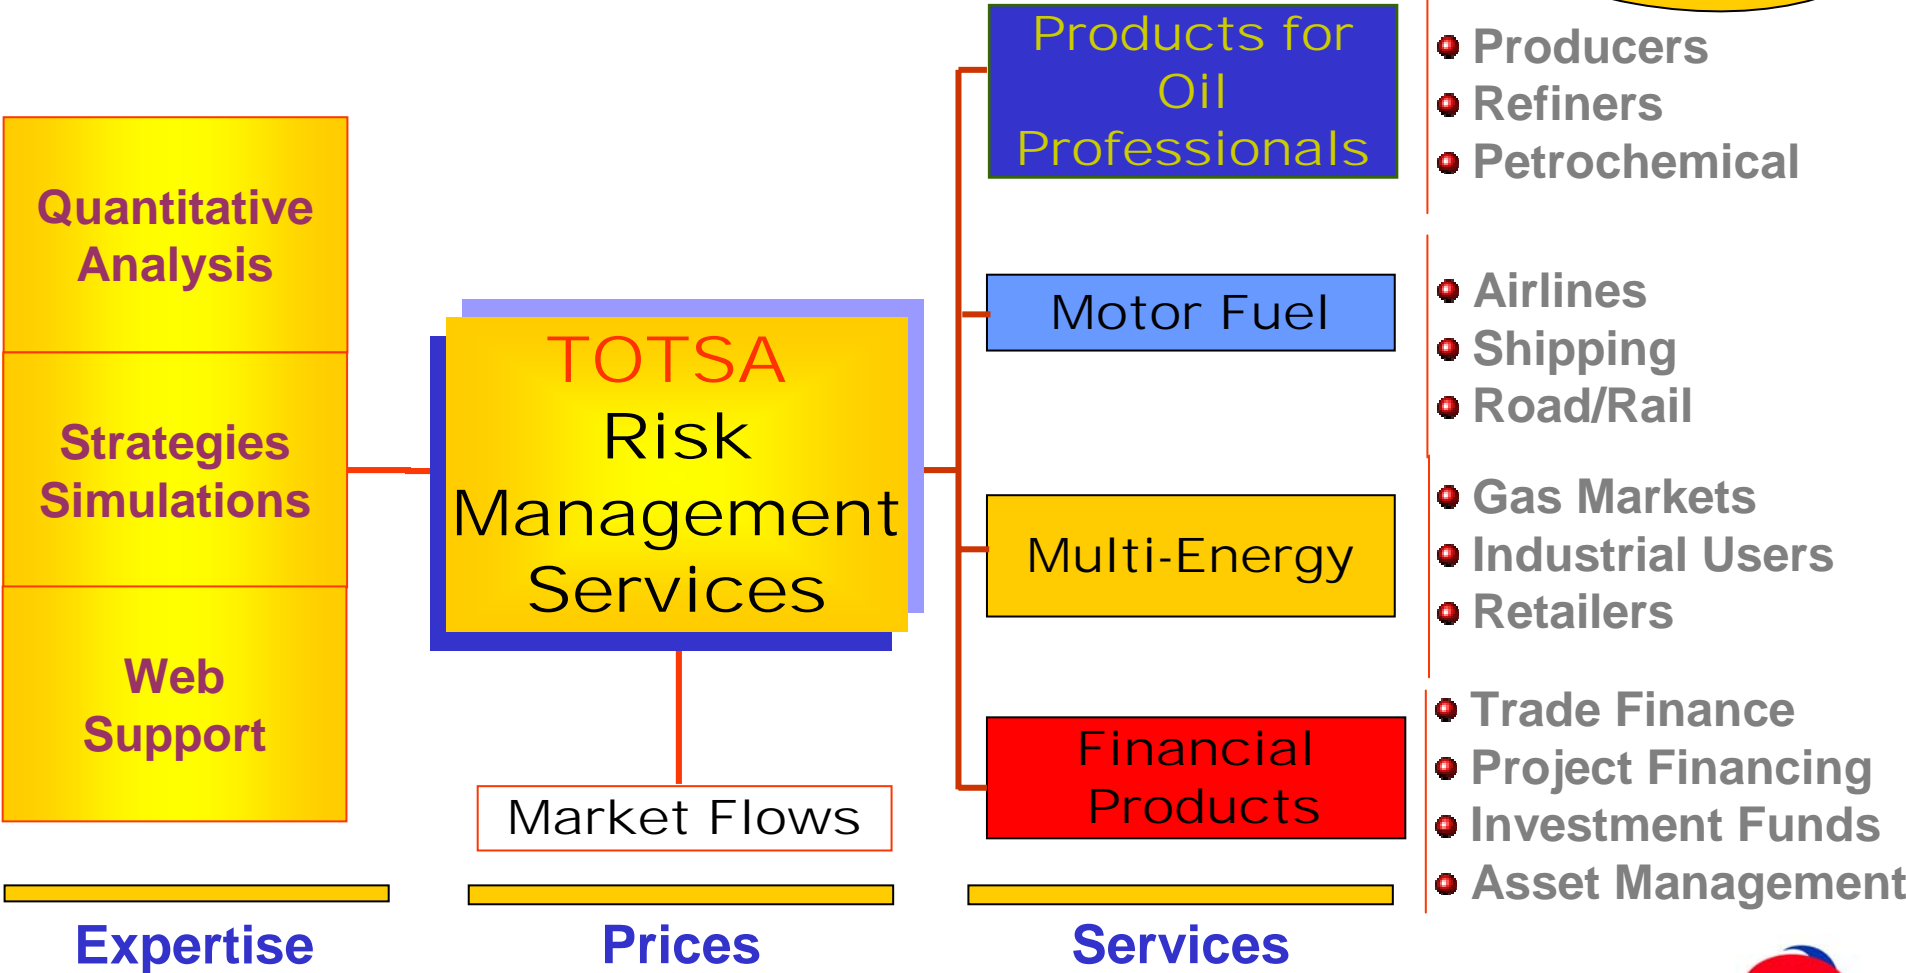 Quantitative
Analysis
Strategies
Simulations
Web
Support
TOTSA
Risk
Management
Services
Market Flows
Products for
Oil
Professionals
Producers
Refiners
Petrochemical
Motor Fuel
Airlines
Shipping
Road/Rail
Multi-Energy
Gas Markets
Industrial Users
Retailers
Financial
Products
Trade Finance
Project Financing
Investment Funds
Asset Management
Expertise
Prices
Services